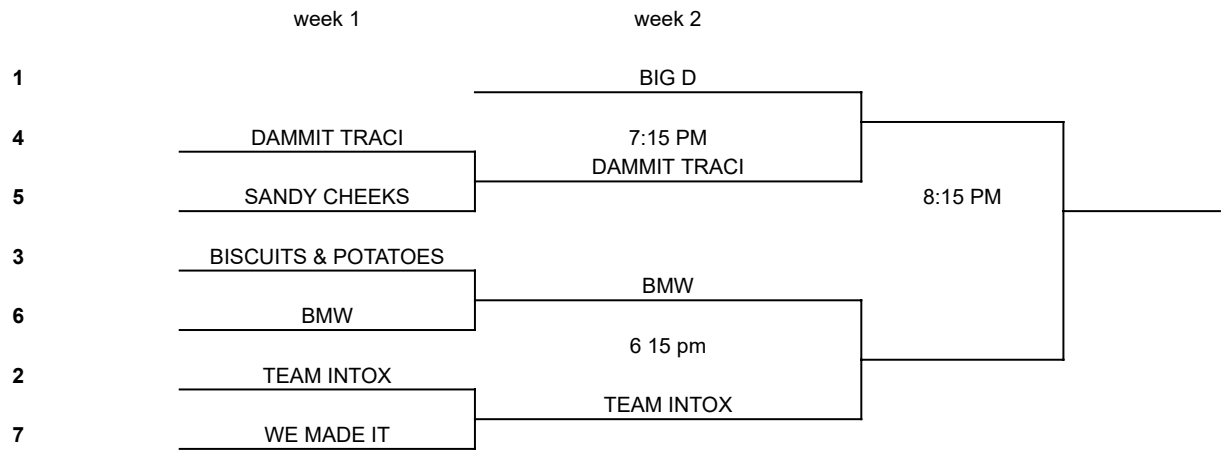 week 1 week 2
1 BIG D
4 DAMMIT TRACI 7:15 PM
DAMMIT TRACI
5 SANDY CHEEKS 8:15 PM
3 BISCUITS & POTATOES
BMW
6 BMW
6 15 pm
2 TEAM INTOX
TEAM INTOX
7 WE MADE IT